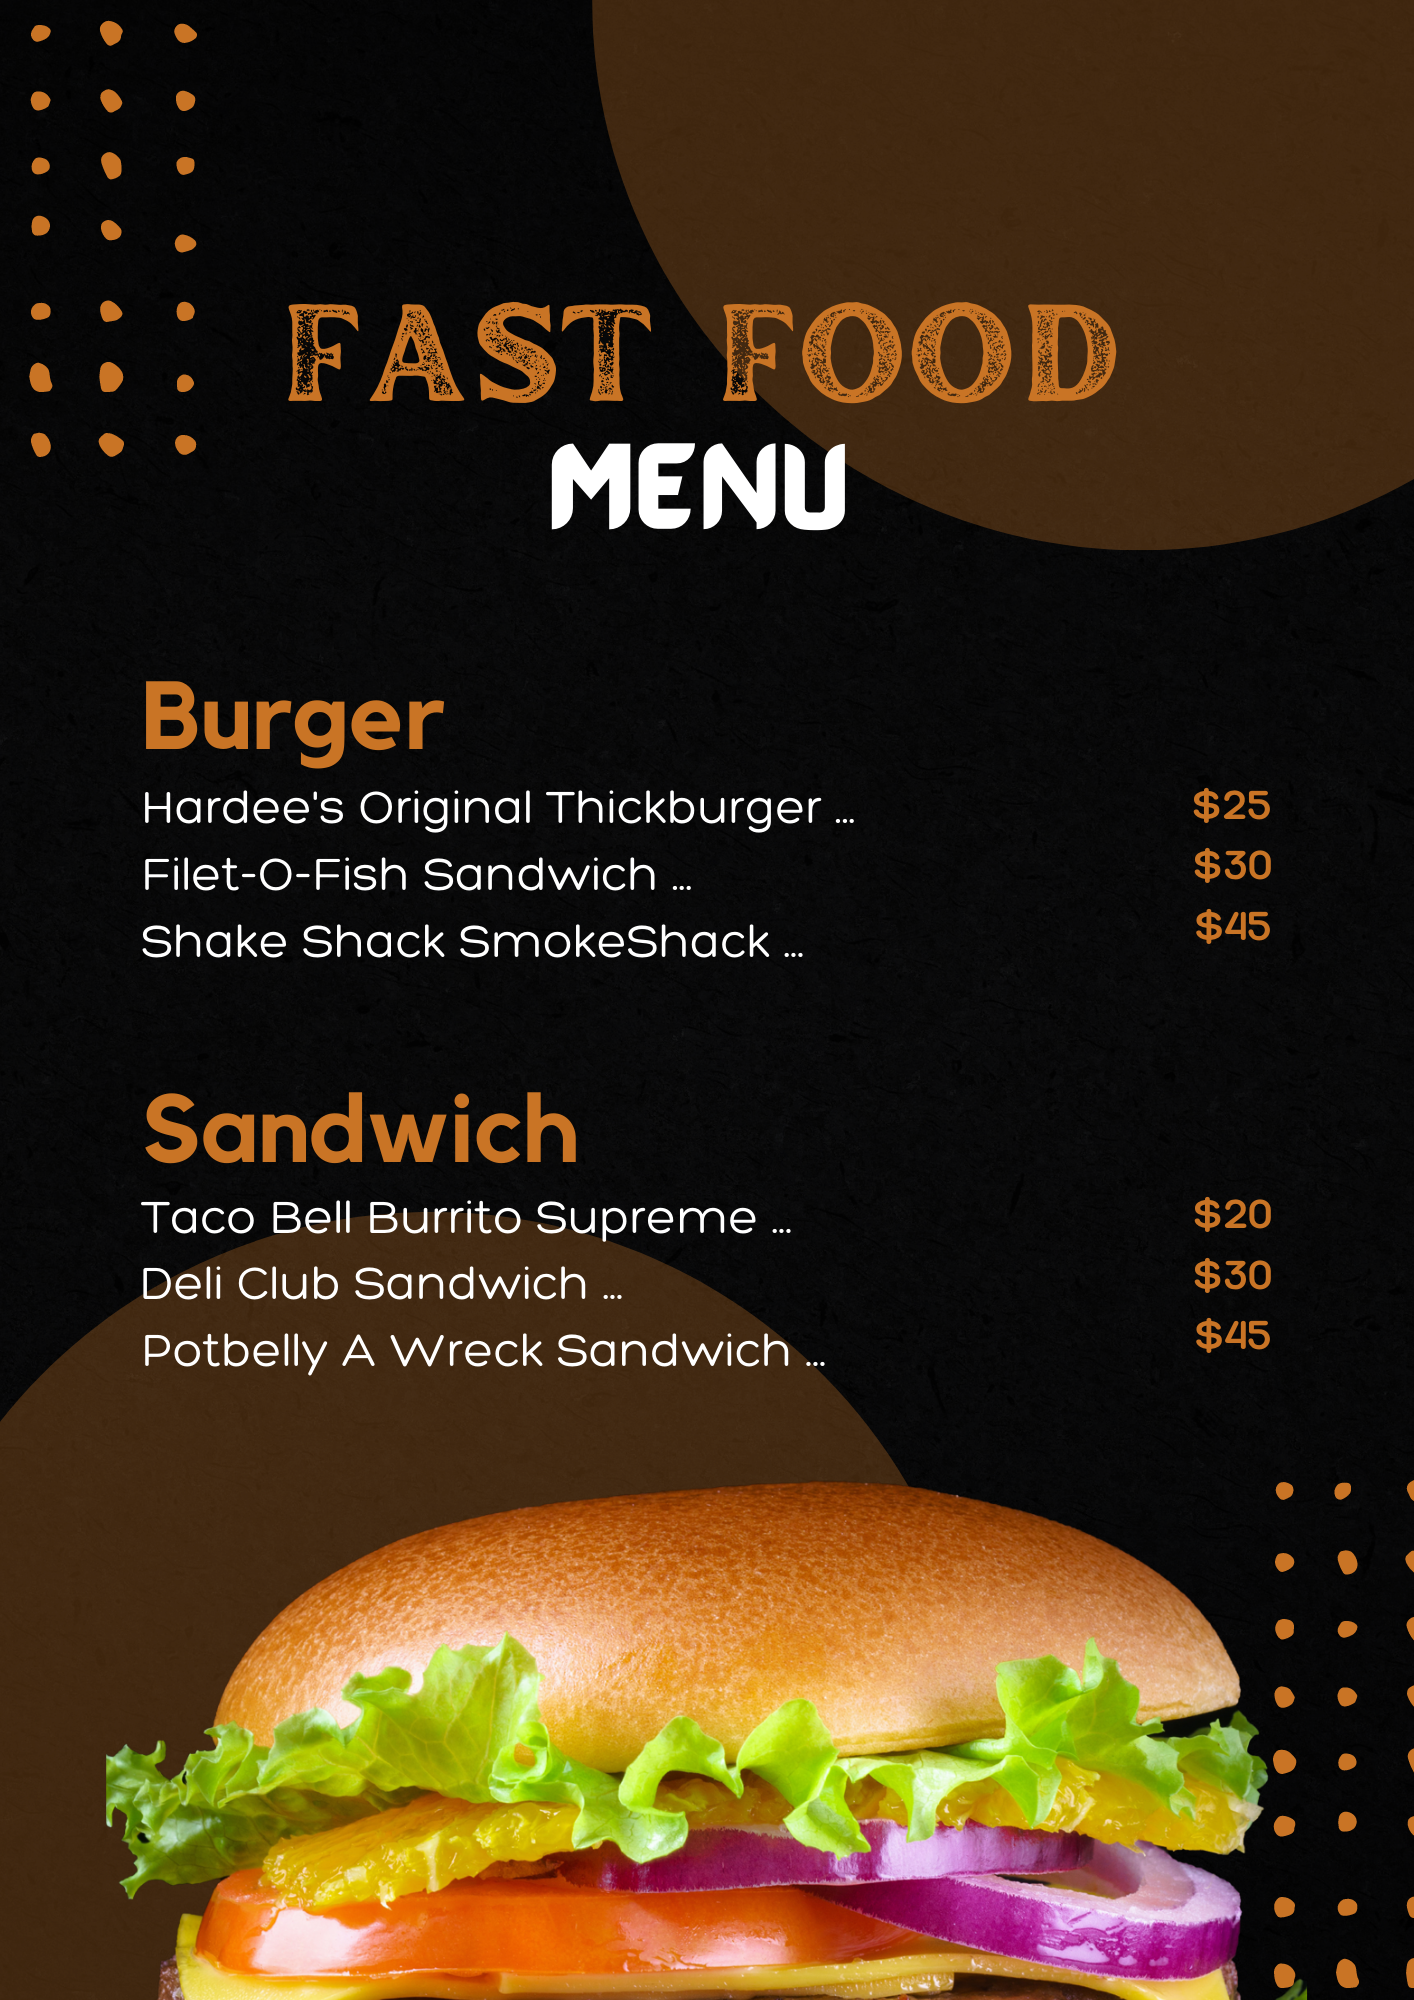 FAST FOOD
MENU
Burger
Hardee's Original Thickburger ... $25
Filet-O-Fish Sandwich ... $30
Shake Shack SmokeShack ... $45
Sandwich
Taco Bell Burrito Supreme ... $20
Deli Club Sandwich ... $30
Potbelly A Wreck Sandwich ... $45